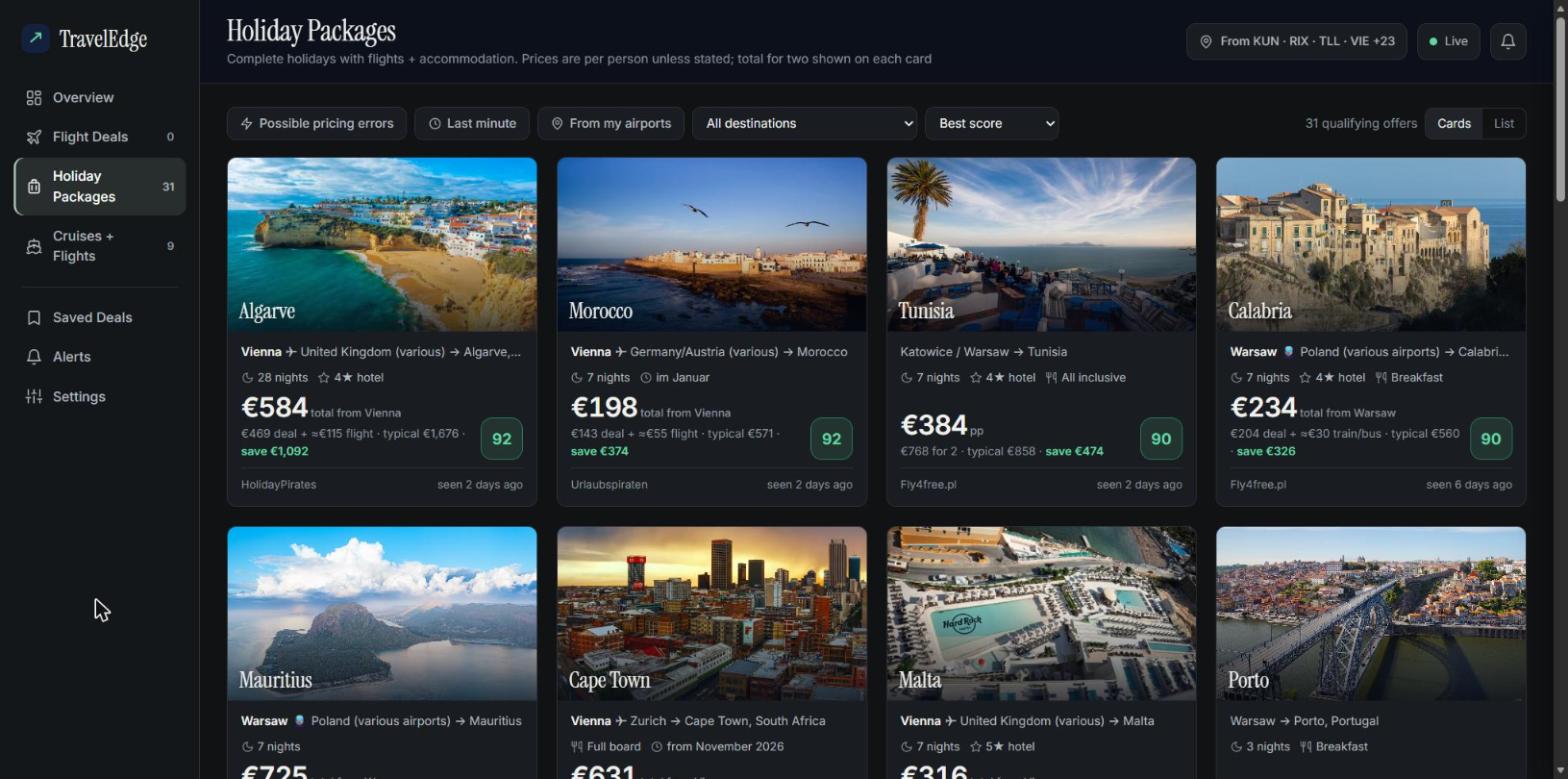 TravelEdge
Overview
Flight Deals 0
Holiday
Packages 31
Cruises +
Flights 9
Saved Deals
Alerts
Settings
Holiday Packages
Complete holidays with flights + accommodation. Prices are per person unless stated; total for two shown on each card
From KUN · RIX · TLL · VIE +23
Live
Possible pricing errors
Last minute
From my airports
All destinations
Best score
31 qualifying offers
Cards
List
Algarve
Vienna ✈ United Kingdom (various) → Algarve,...
28 nights 4★ hotel
€584 total from Vienna
€469 deal + ≈€115 flight · typical €1,676 ·
save €1,092
92
HolidayPirates seen 2 days ago
Morocco
Vienna ✈ Germany/Austria (various) → Morocco
7 nights im Januar
€198 total from Vienna
€143 deal + ≈€55 flight · typical €571 ·
save €374
92
Urlaubspiraten seen 2 days ago
Tunisia
Katowice / Warsaw → Tunisia
7 nights 4★ hotel All inclusive
€384 pp
€768 for 2 · typical €858 · save €474
90
Fly4free.pl seen 2 days ago
Calabria
Warsaw Poland (various airports) → Calabri...
7 nights 4★ hotel Breakfast
€234 total from Warsaw
€204 deal + ≈€30 train/bus · typical €560
· save €326
90
Fly4free.pl seen 6 days ago
Mauritius
Warsaw Poland (various airports) → Mauritius
7 nights
€725
Cape Town
Vienna ✈ Zurich → Cape Town, South Africa
Full board from November 2026
€631
Hard Rock
Malta
Vienna ✈ United Kingdom (various) → Malta
7 nights 5★ hotel
€316
Porto
Warsaw → Porto, Portugal
3 nights Breakfast